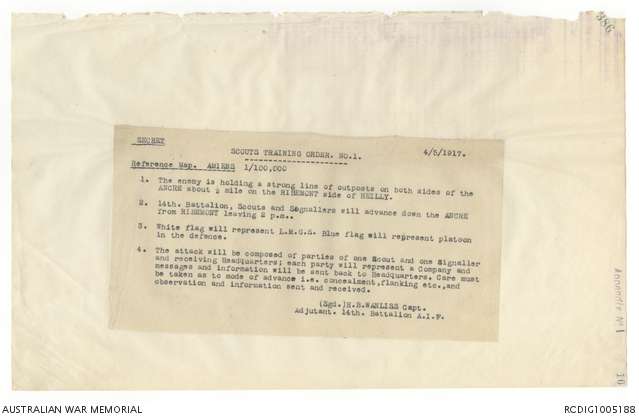 386
SECRET
SCOUTS TRAINING ORDER. NO.1. 4/5/1917.
Reference Map. AMIENS 1/100,000
1. The enemy is holding a strong line of outposts on both sides of the
ANCRE about ½ mile on the RIBEMONT side of HEILLY.
2. 14th. Battalion, Scouts and Segnallers will advance down the ANCRE
from RIBEMONT leaving 2 p.m..
3. White flag will represent L.M.G.S. Blue flag will represent platoon
in the defence.
4. The attack will be composed of parties of one Scout and one Signaller
and receiving Headquarters; each party will represent a Company and
messages and information will be sent back to Headquarters. Care must
be taken as to mode of advance i.e. concealment,flanking etc.,and
observation and information sent and received.
(Sgd.)H.B.WANLISS Capt.
Adjutant. 14th. Battalion A.I.F.
Appendix No 1
AUSTRALIAN WAR MEMORIAL
RCDIG1005188